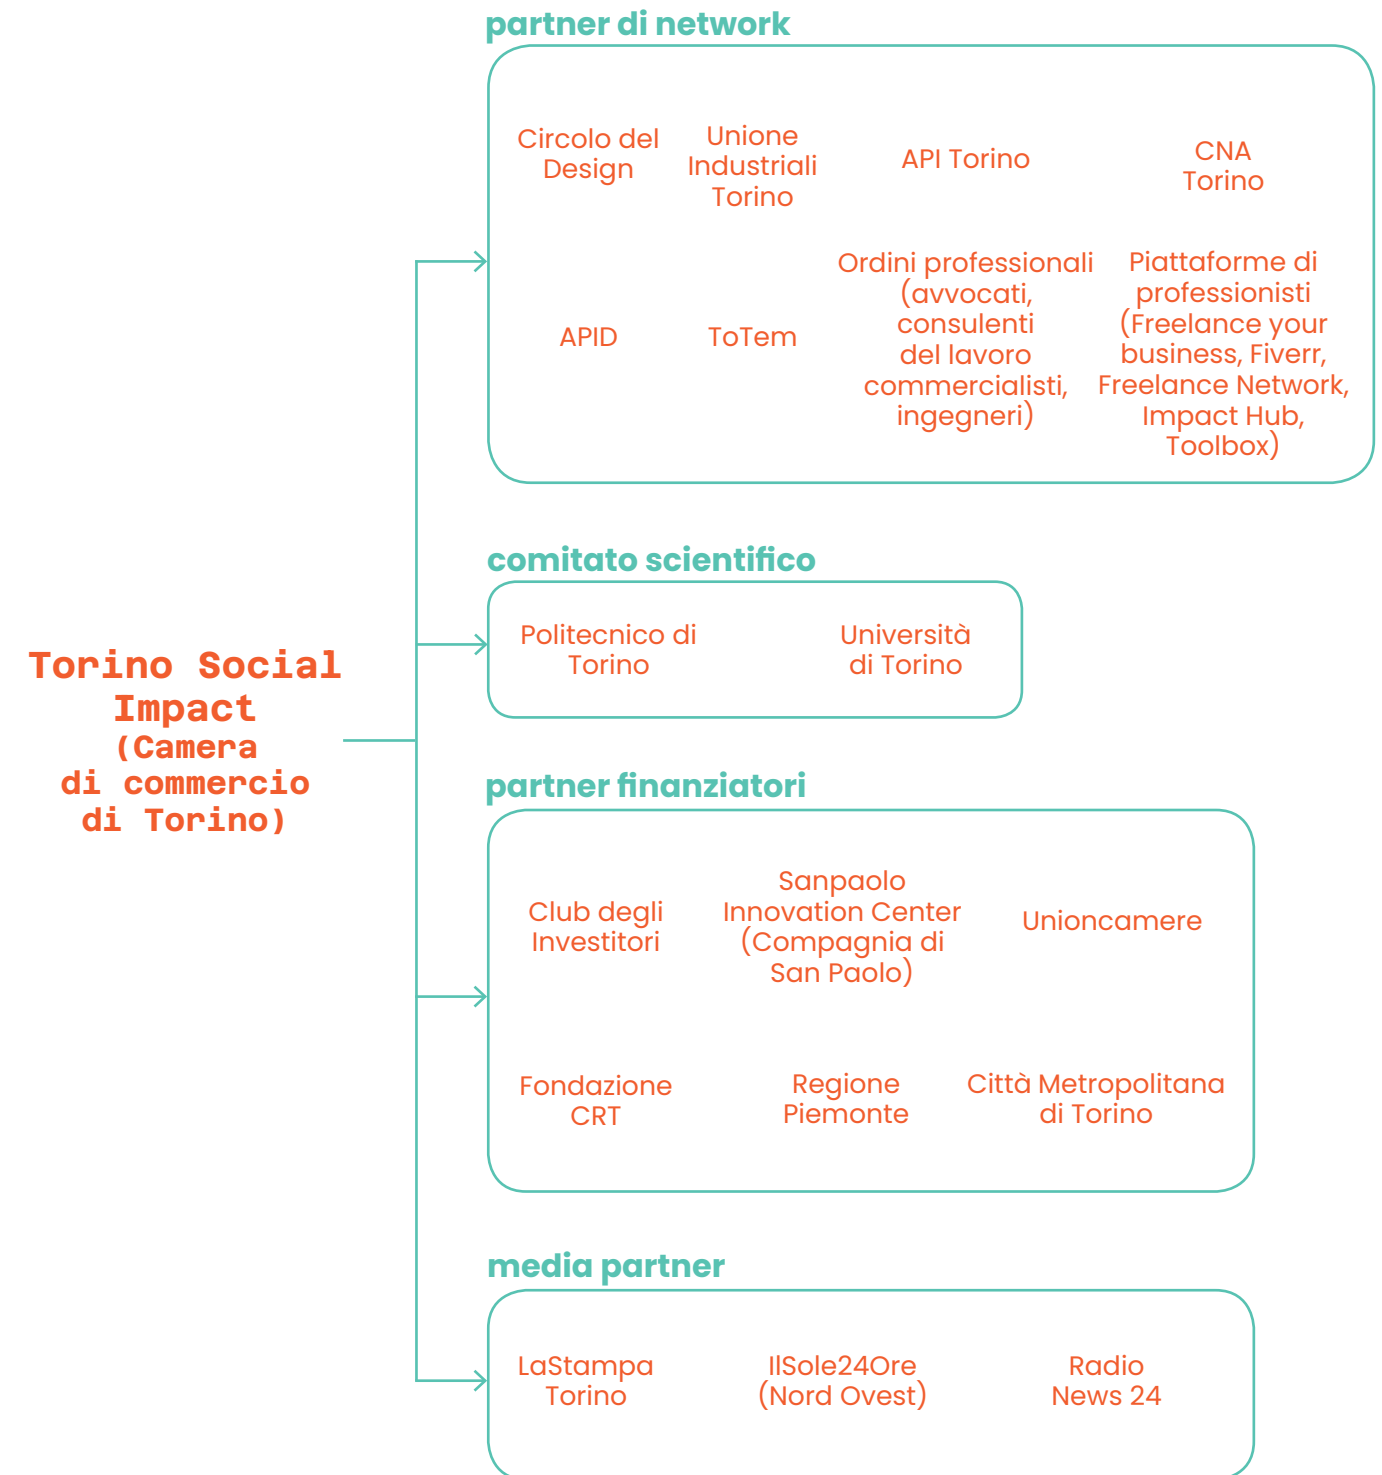 partner di network
Circolo del
Design
Unione
Industriali
Torino
API Torino
CNA
Torino
APID
ToTem
Ordini professionali
(avvocati,
consulenti
del lavoro
commercialisti,
ingegneri)
Piattaforme di
professionisti
(Freelance your
business, Fiverr,
Freelance Network,
Impact Hub,
Toolbox)
comitato scientifico
Politecnico di
Torino
Università
di Torino
Torino Social
Impact
(Camera
di commercio
di Torino)
partner finanziatori
Club degli
Investitori
Sanpaolo
Innovation Center
(Compagnia di
San Paolo)
Unioncamere
Fondazione
CRT
Regione
Piemonte
Città Metropolitana
di Torino
media partner
LaStampa
Torino
IlSole24Ore
(Nord Ovest)
Radio
News 24